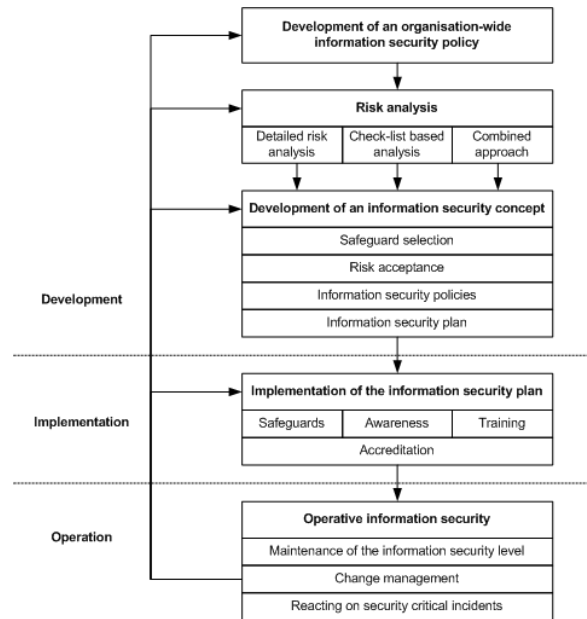 Development of an organisation-wide
information security policy
Risk analysis
Detailed risk
analysis
Check-list based
analysis
Combined
approach
Development of an information security concept
Safeguard selection
Risk acceptance
Information security policies
Information security plan
Development
Implementation of the information security plan
Safeguards
Awareness
Training
Accreditation
Implementation
Operative information security
Maintenance of the information security level
Change management
Reacting on security critical incidents
Operation